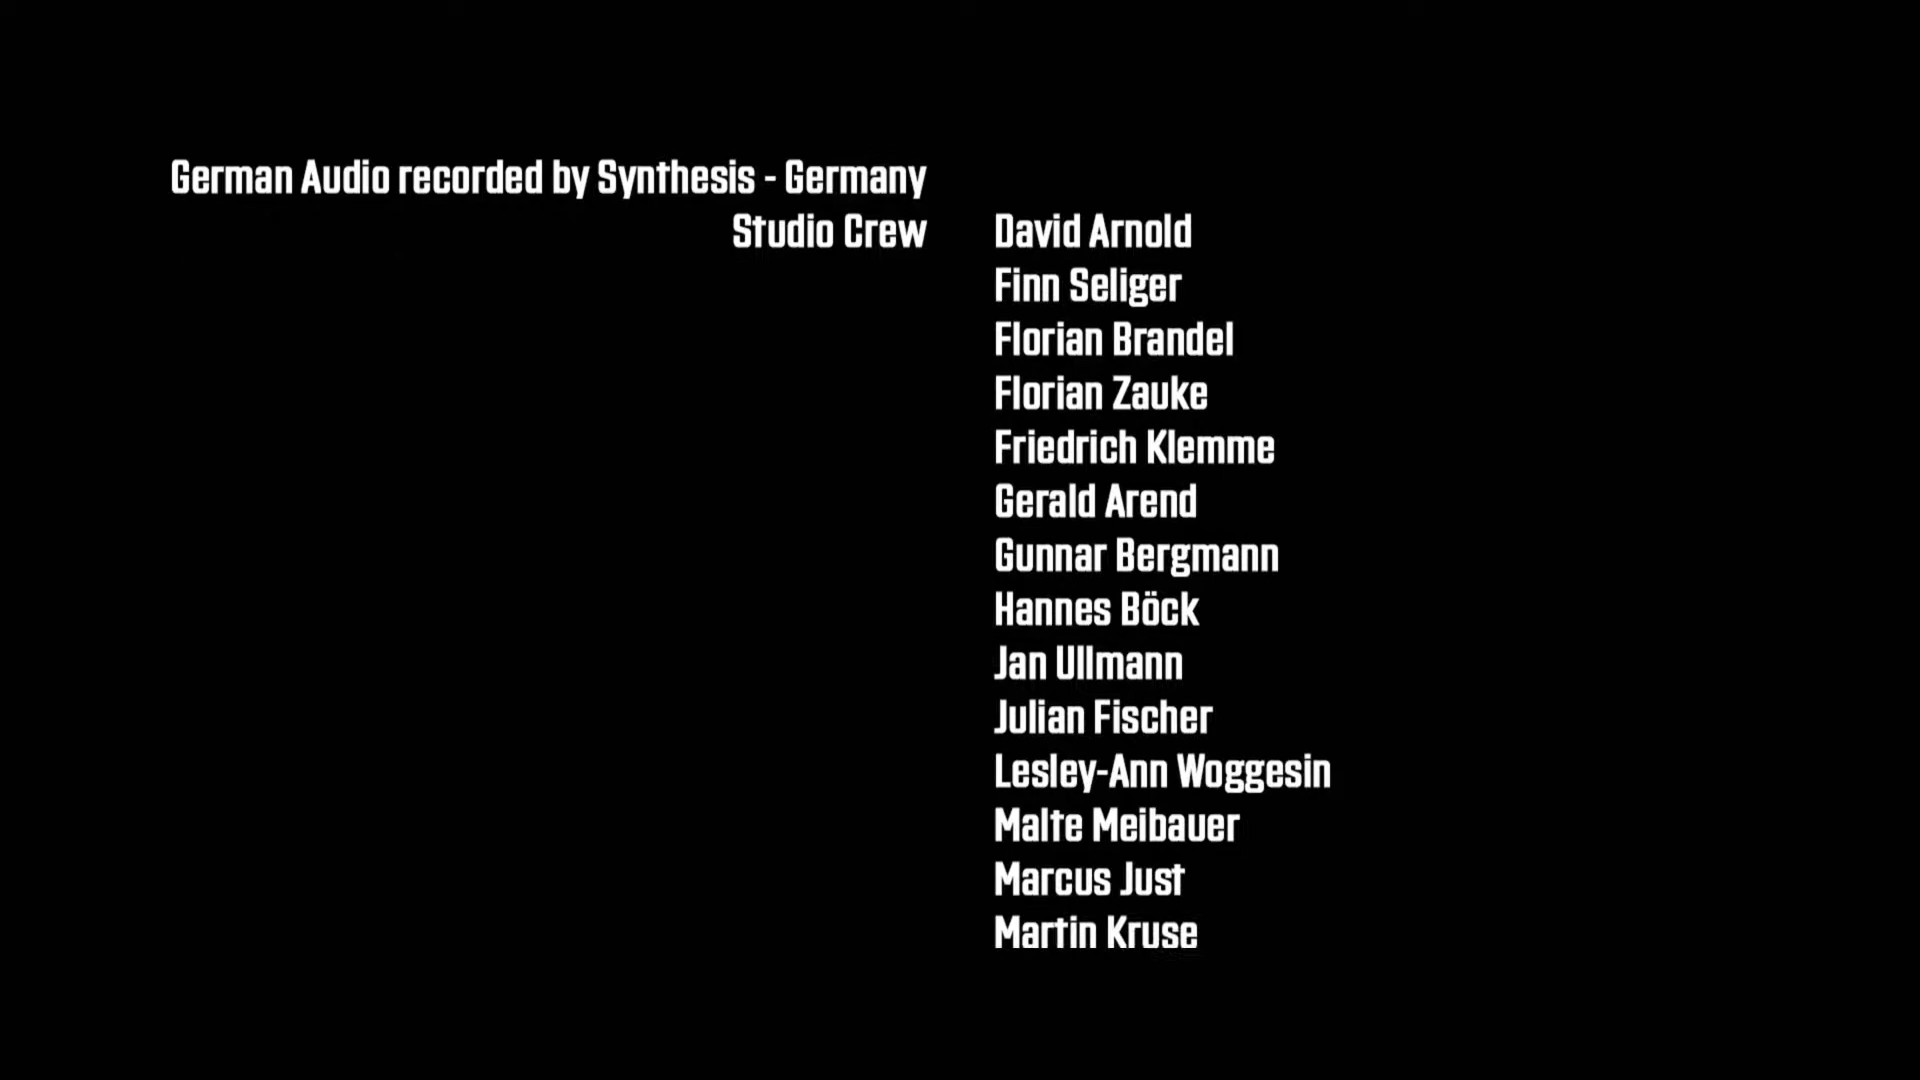 German Audio recorded by Synthesis - Germany
Studio Crew David Arnold
Finn Seliger
Florian Brandel
Florian Zauke
Friedrich Klemme
Gerald Arend
Gunnar Bergmann
Hannes Böck
Jan Ullmann
Julian Fischer
Lesley-Ann Woggesin
Malte Meibauer
Marcus Just
Martin Kruse